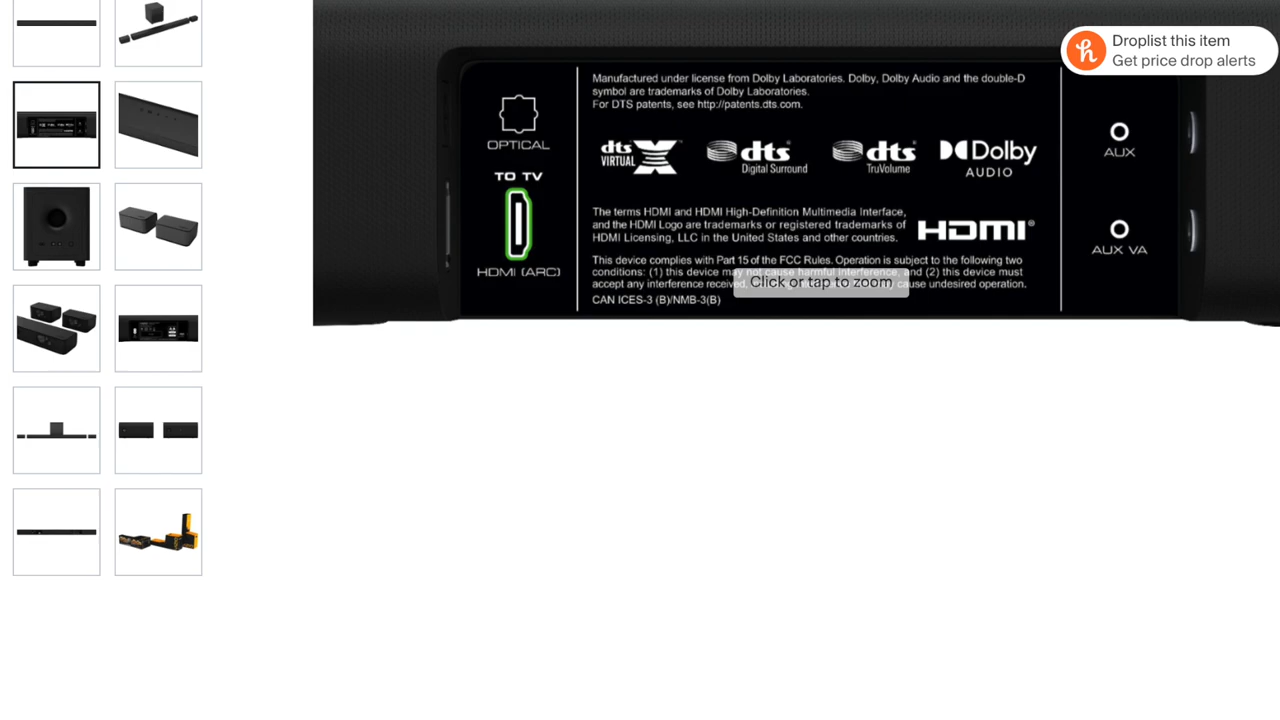 Droplist this item
Get price drop alerts
Manufactured under license from Dolby Laboratories. Dolby, Dolby Audio and the double-D
symbol are trademarks of Dolby Laboratories.
For DTS patents, see http://patents.dts.com.
OPTICAL
TO TV
HDMI (ARC)
dts VIRTUAL X
dts Digital Surround
dts TruVolume
Dolby AUDIO
The terms HDMI and HDMI High-Definition Multimedia Interface,
and the HDMI Logo are trademarks or registered trademarks of
HDMI Licensing, LLC in the United States and other countries.
HDMI®
This device complies with Part 15 of the FCC Rules. Operation is subject to the following two
conditions: (1) this device may not cause harmful interference, and (2) this device must
accept any interference received, cause undesired operation.
Click or tap to zoom
CAN ICES-3 (B)/NMB-3(B)
AUX
AUX VA